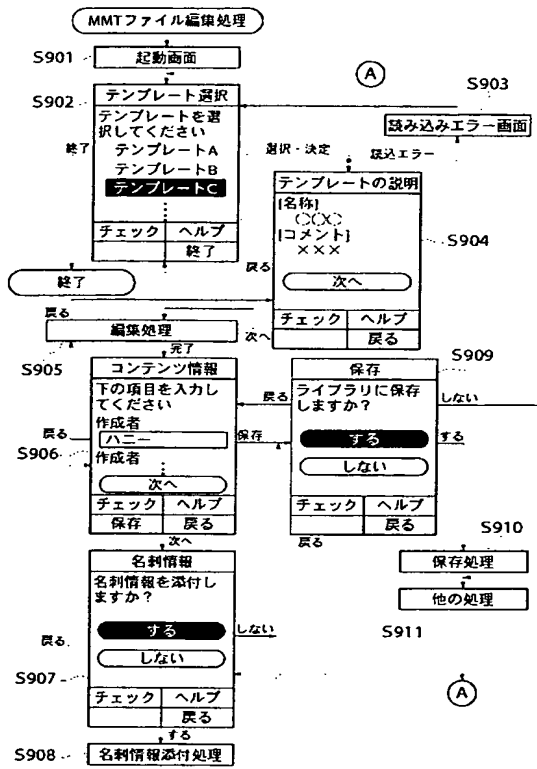 MMTファイル編集処理
S901
起動画面
A
S902
テンプレート選択
テンプレートを選
択してください
テンプレートA
テンプレートB
テンプレートC
チェック
ヘルプ
終了
終了
終了
S903
読み込みエラー画面
選択・決定
読込エラー
テンプレートの説明
[名称]
○○○
[コメント]
×××
次へ
チェック
ヘルプ
戻る
S904
戻る
戻る
編集処理
次へ
S905
完了
コンテンツ情報
下の項目を入力し
てください
作成者
ハニー
作成者
次へ
チェック
ヘルプ
保存
戻る
戻る
S906
戻る
保存
S909
保存
ライブラリに保存
しますか?
する
しない
チェック
ヘルプ
戻る
しない
する
戻る
S910
保存処理
他の処理
S911
次へ
名刺情報
名刺情報を添付し
ますか?
する
しない
チェック
ヘルプ
戻る
しない
戻る
S907
A
する
S908
名刺情報添付処理